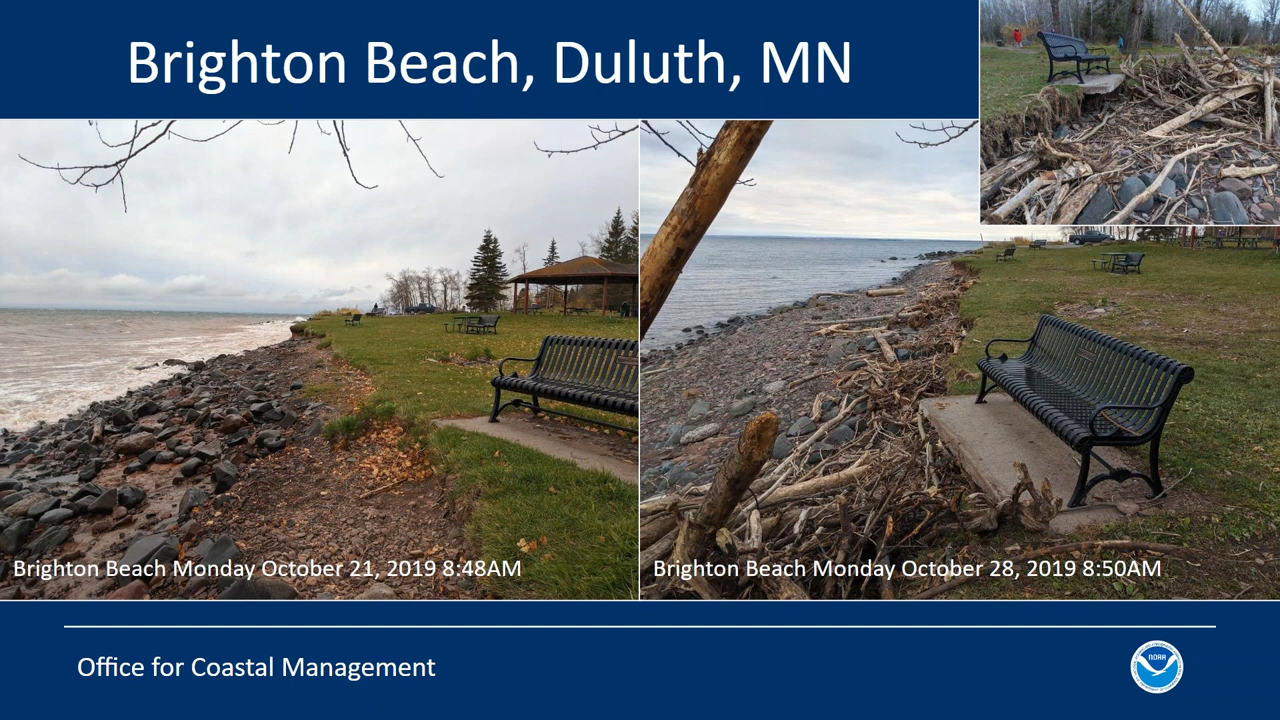 Brighton Beach, Duluth, MN
Brighton Beach Monday October 21, 2019 8:48AM
Brighton Beach Monday October 28, 2019 8:50AM
Office for Coastal Management
NOAA